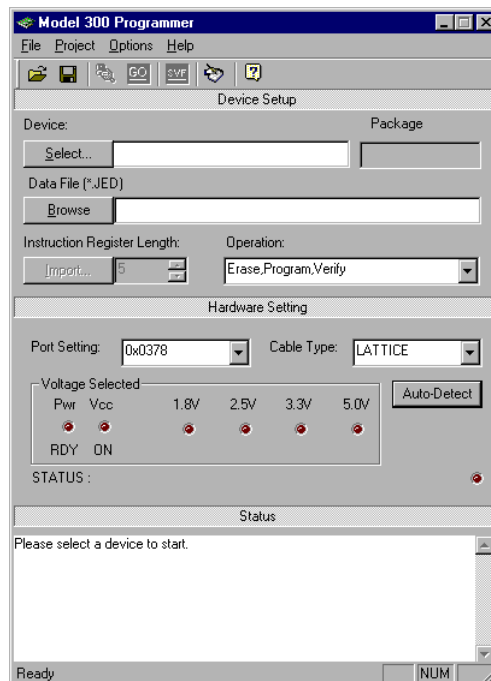 Model 300 Programmer
File Project Options Help
GO SVF ?
Device Setup
Device: Package
Select...
Data File (*.JED)
Browse
Instruction Register Length: Operation:
Import... 5 Erase,Program,Verify
Hardware Setting
Port Setting: 0x0378 Cable Type: LATTICE
Voltage Selected
Auto-Detect
Pwr Vcc 1.8V 2.5V 3.3V 5.0V
RDY ON
STATUS :
Status
Please select a device to start.
Ready NUM